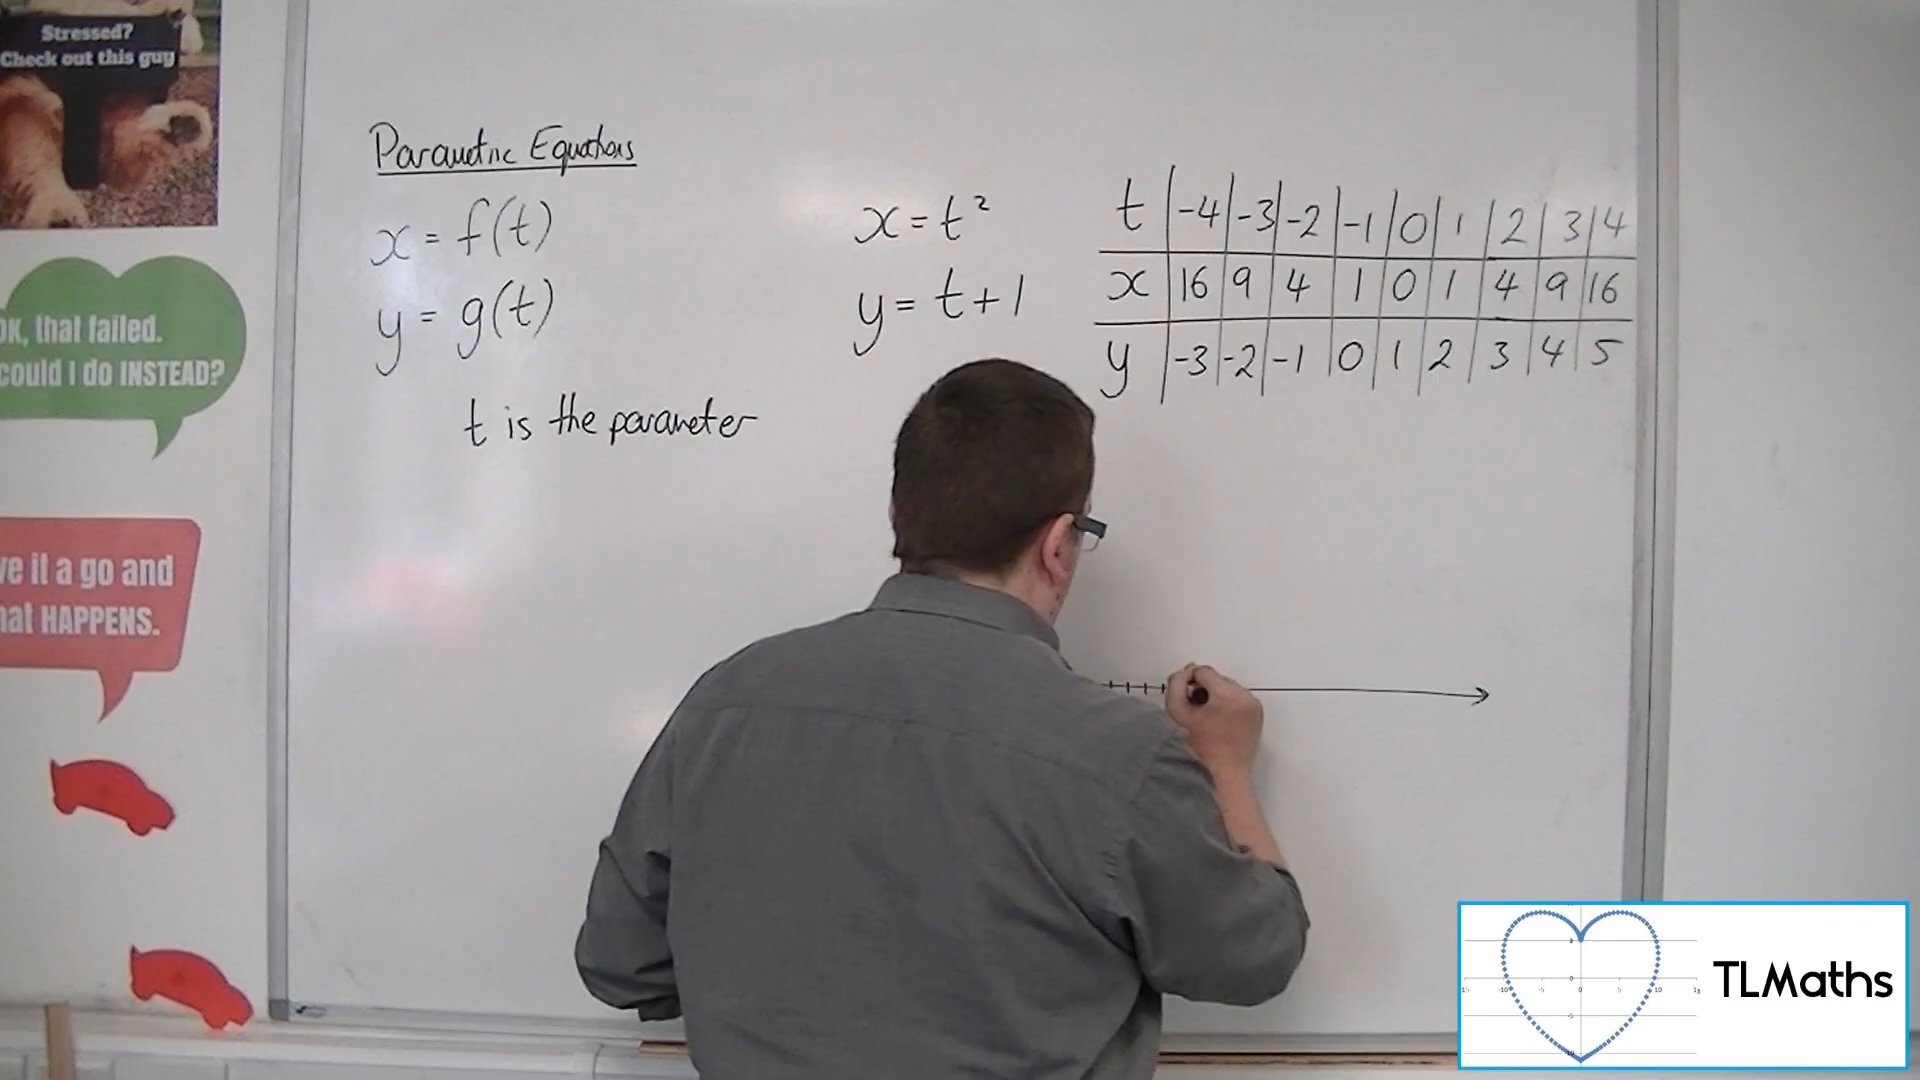 Stressed?
Check out this guy
OK, that failed.
could I do INSTEAD?
ve it a go and
hat HAPPENS.
Parametric Equations
x = f(t)
y = g(t)
t is the parameter
x = t²
y = t + 1
t | -4 | -3 | -2 | -1 | 0 | 1 | 2 | 3 | 4
x | 16 | 9 | 4 | 1 | 0 | 1 | 4 | 9 | 16
y | -3 | -2 | -1 | 0 | 1 | 2 | 3 | 4 | 5
TLMaths